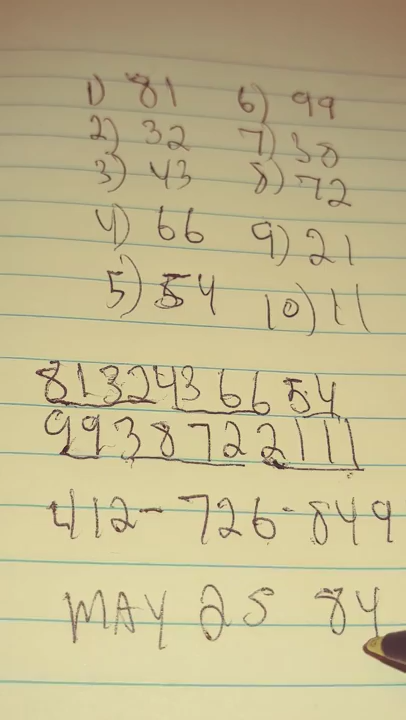 1) 81 6) 99
2) 32 7) 38
3) 43 8) 72
4) 66 9) 21
5) 54 10) 11
8132436654
9938722111
412-726-849
MAY 25 84